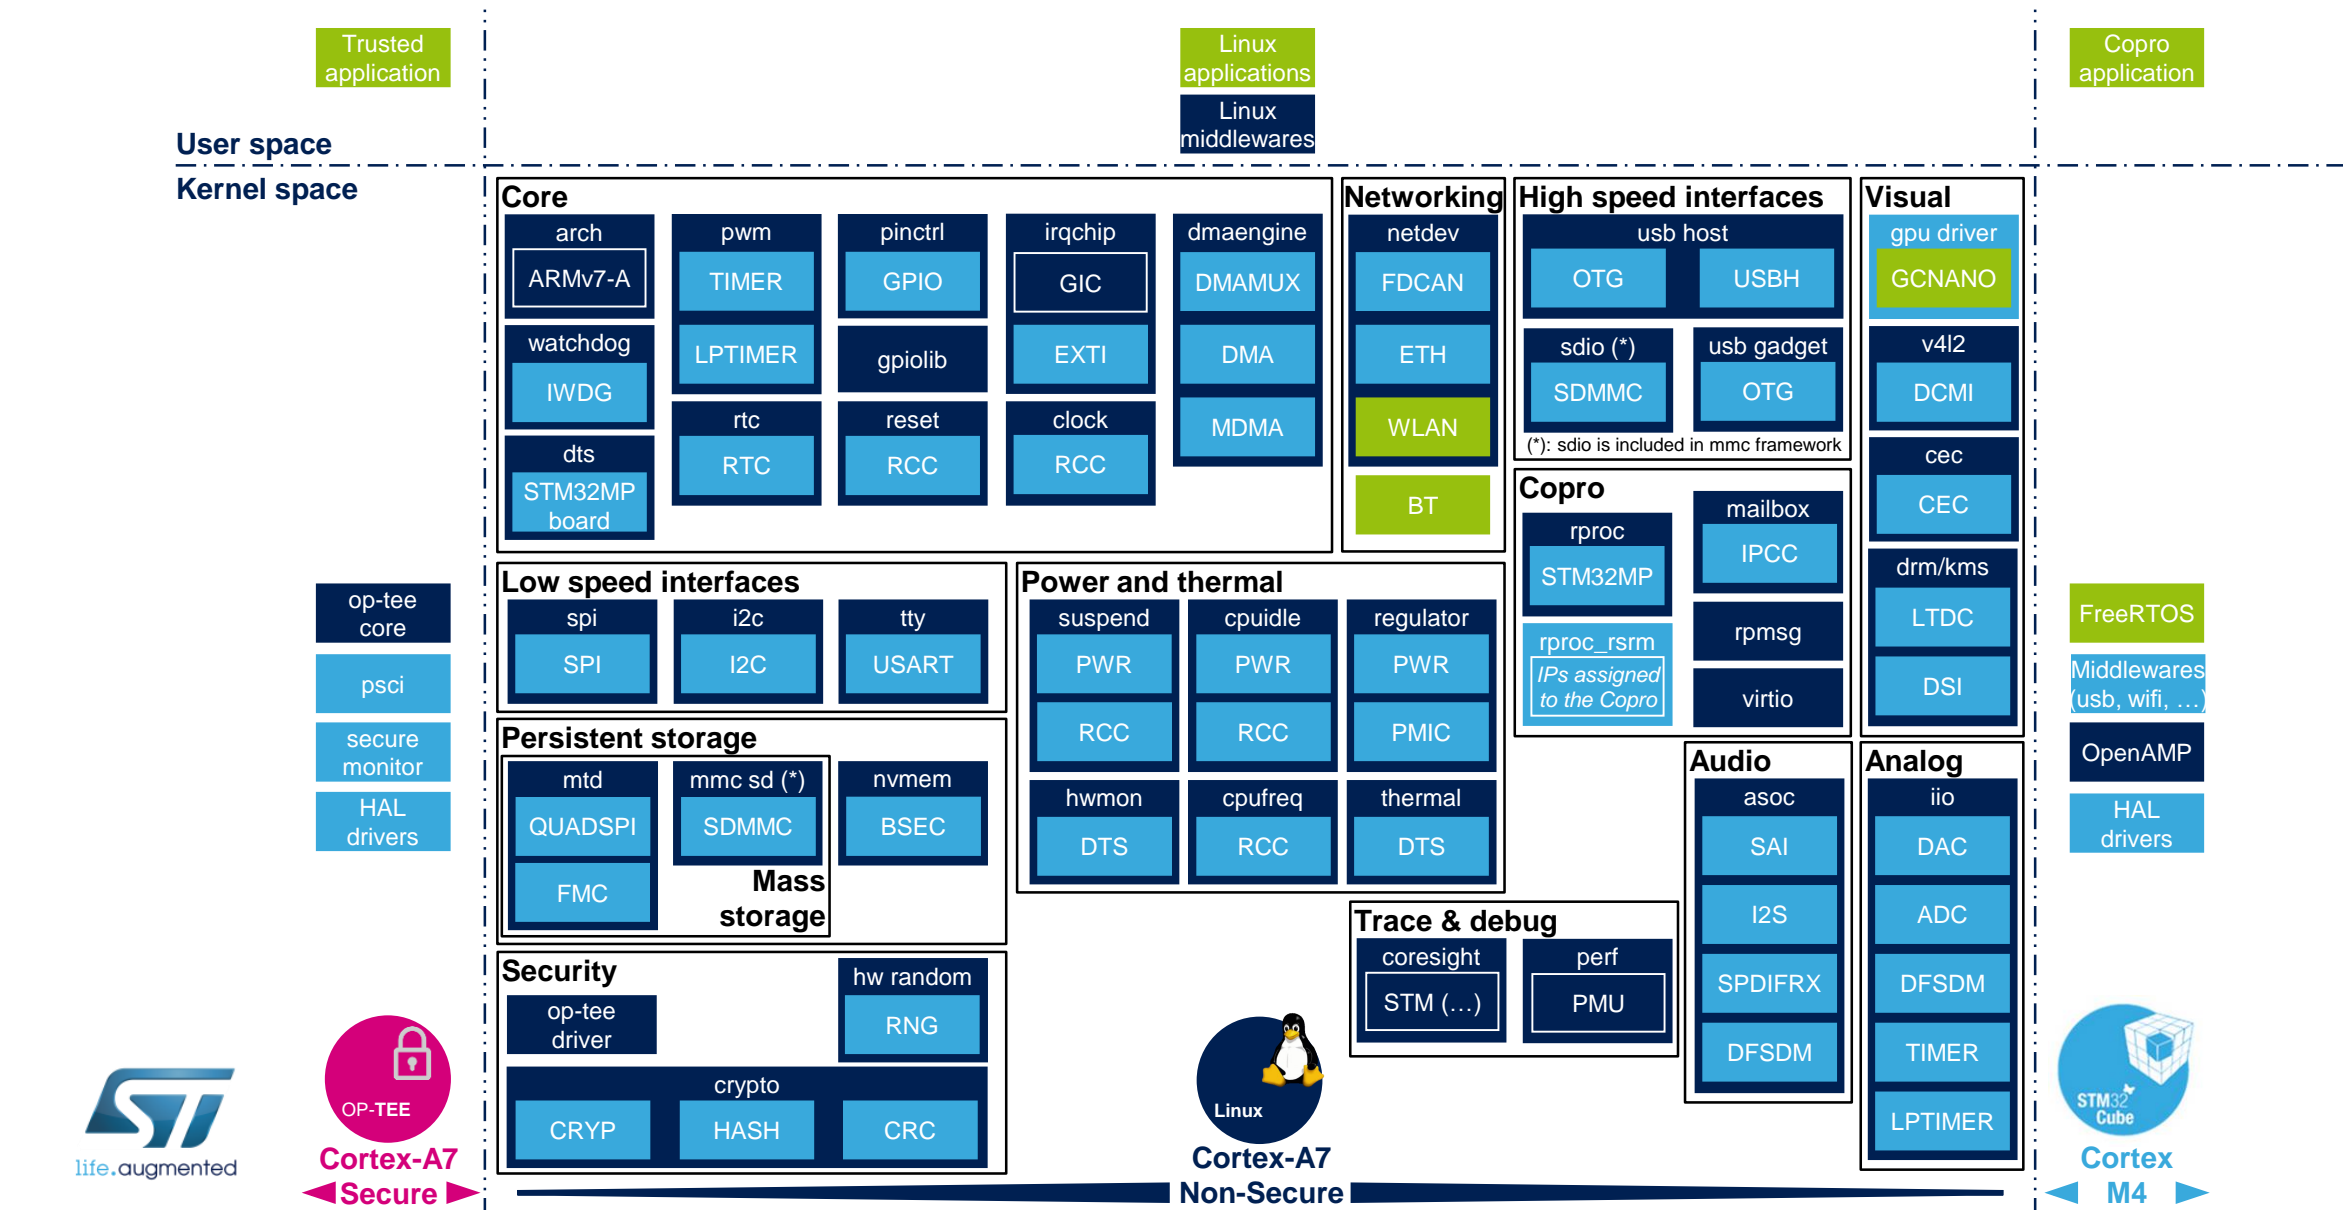 Trusted
application
Linux
applications
Linux
middlewares
Copro
application
User space
Kernel space
Core
arch
ARMv7-A
watchdog
IWDG
dts
STM32MP
board
pwm
TIMER
LPTIMER
rtc
RTC
pinctrl
GPIO
gpiolib
reset
RCC
irqchip
GIC
EXTI
clock
RCC
dmaengine
DMAMUX
DMA
MDMA
Networking
netdev
FDCAN
ETH
WLAN
BT
High speed interfaces
usb host
OTG
USBH
sdio (*)
SDMMC
usb gadget
OTG
(*): sdio is included in mmc framework
Visual
gpu driver
GCNANO
v4l2
DCMI
cec
CEC
drm/kms
LTDC
DSI
Copro
rproc
STM32MP
rproc_rsrm
IPs assigned
to the Copro
mailbox
IPCC
rpmsg
virtio
op-tee
core
psci
secure
monitor
HAL
drivers
Low speed interfaces
spi
SPI
i2c
I2C
tty
USART
Power and thermal
suspend
PWR
RCC
cpuidle
PWR
RCC
regulator
PWR
PMIC
hwmon
DTS
cpufreq
RCC
thermal
DTS
FreeRTOS
Middlewares
(usb, wifi, …)
OpenAMP
HAL
drivers
Persistent storage
mtd
QUADSPI
FMC
mmc sd (*)
SDMMC
Mass
storage
nvmem
BSEC
Audio
asoc
SAI
I2S
SPDIFRX
DFSDM
Analog
iio
DAC
ADC
DFSDM
TIMER
LPTIMER
Trace & debug
coresight
STM (…)
perf
PMU
Security
op-tee
driver
hw random
RNG
crypto
CRYP
HASH
CRC
ST
life.augmented
OP-TEE
Cortex-A7
Secure
Linux
Cortex-A7
Non-Secure
STM32
Cube
Cortex
M4